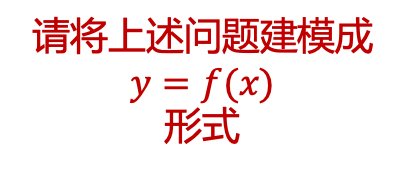 请将上述问题建模成
y = f(x)
形式